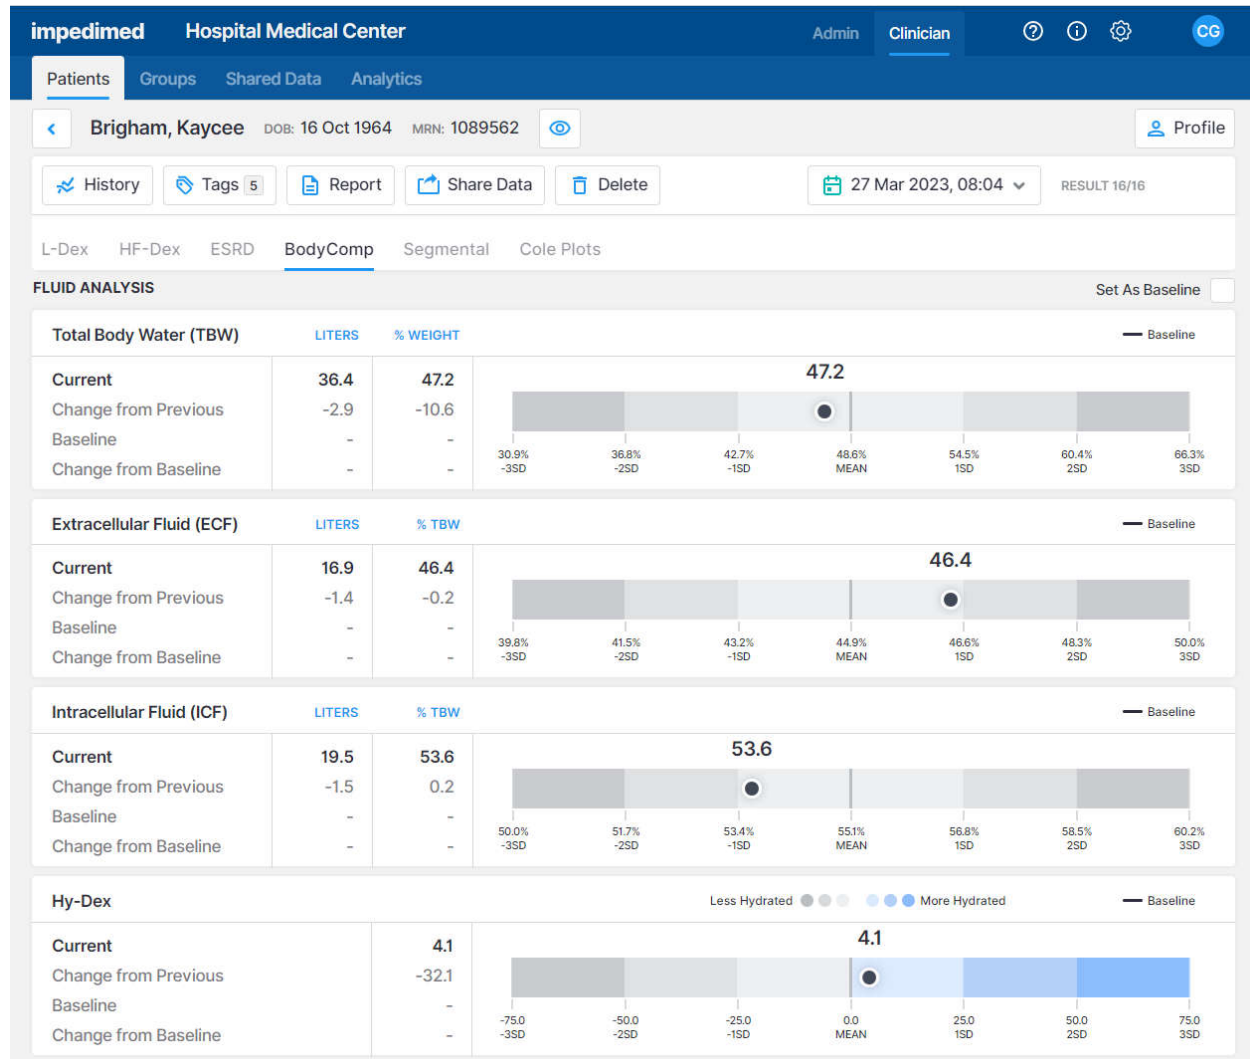 impedimed Hospital Medical Center Admin Clinician CG
Patients Groups Shared Data Analytics
Brigham, Kaycee DOB: 16 Oct 1964 MRN: 1089562 Profile
History Tags 5 Report Share Data Delete 27 Mar 2023, 08:04 RESULT 16/16
L-Dex HF-Dex ESRD BodyComp Segmental Cole Plots
FLUID ANALYSIS Set As Baseline
Total Body Water (TBW) LITERS % WEIGHT Baseline
47.2
Current 36.4 47.2
Change from Previous -2.9 -10.6
Baseline - -
Change from Baseline - -
30.9% 36.8% 42.7% 48.6% 54.5% 60.4% 66.3%
-3SD -2SD -1SD MEAN 1SD 2SD 3SD
Extracellular Fluid (ECF) LITERS % TBW Baseline
46.4
Current 16.9 46.4
Change from Previous -1.4 -0.2
Baseline - -
Change from Baseline - -
39.8% 41.5% 43.2% 44.9% 46.6% 48.3% 50.0%
-3SD -2SD -1SD MEAN 1SD 2SD 3SD
Intracellular Fluid (ICF) LITERS % TBW Baseline
53.6
Current 19.5 53.6
Change from Previous -1.5 0.2
Baseline - -
Change from Baseline - -
50.0% 51.7% 53.4% 55.1% 56.8% 58.5% 60.2%
-3SD -2SD -1SD MEAN 1SD 2SD 3SD
Hy-Dex Less Hydrated More Hydrated Baseline
4.1
Current 4.1
Change from Previous -32.1
Baseline -
Change from Baseline -
-75.0 -50.0 -25.0 0.0 25.0 50.0 75.0
-3SD -2SD -1SD MEAN 1SD 2SD 3SD